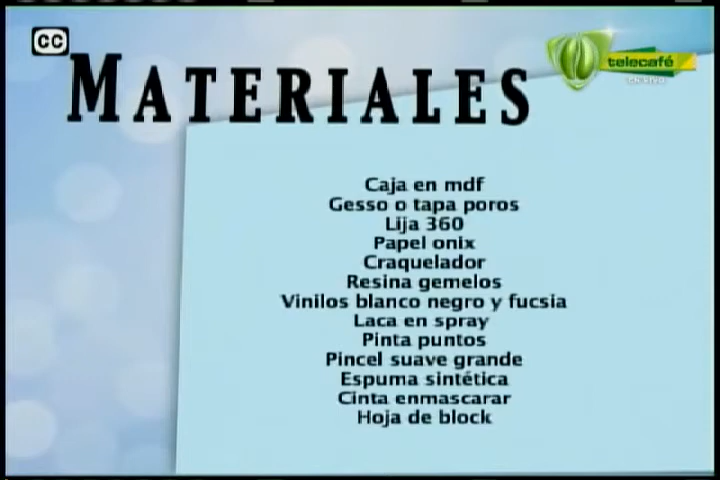 CC
MATERIALES
telecafé
EN VIVO
Caja en mdf
Gesso o tapa poros
Lija 360
Papel onix
Craquelador
Resina gemelos
Vinilos blanco negro y fucsia
Laca en spray
Pinta puntos
Pincel suave grande
Espuma sintética
Cinta enmascarar
Hoja de block